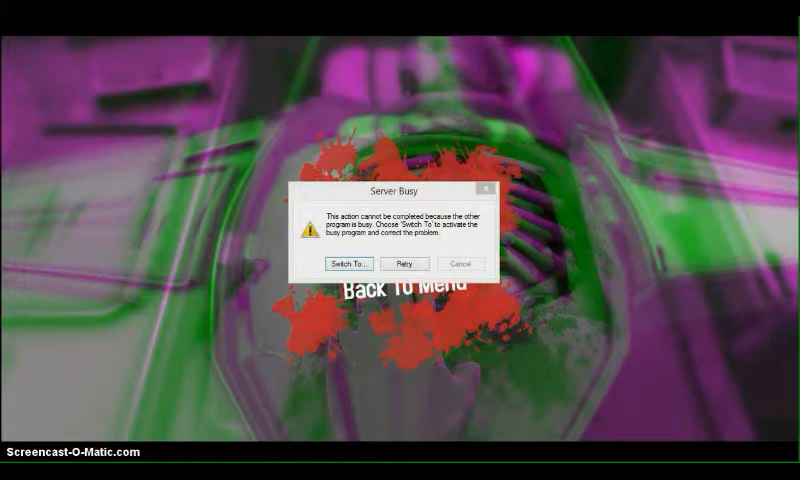 Server Busy
This action cannot be completed because the other
program is busy. Choose 'Switch To' to activate the
busy program and correct the problem.
Switch To...
Retry
Cancel
Back To Menu
Screencast-O-Matic.com